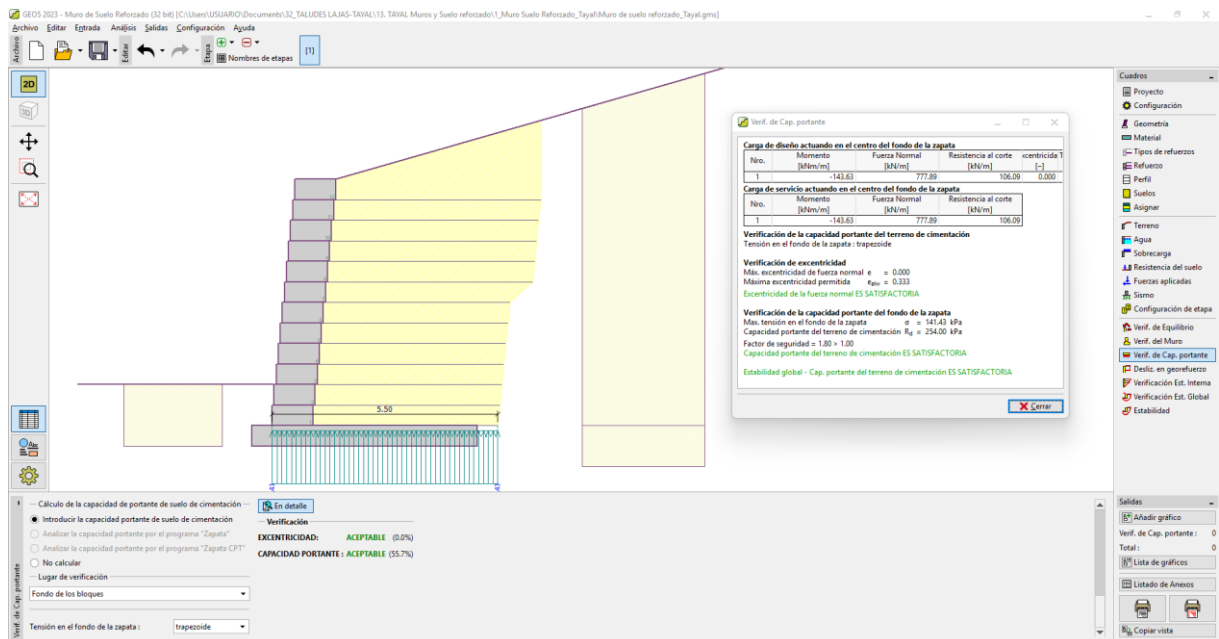 GEO5 2023 - Muro de Suelo Reforzado (32 bit) [C:\Users\USUARIO\Documents\32_TALUDES LAJAS-TAYAL\13. TAYAL Muros y Suelo reforzado\1_Muro Suelo Reforzado_Tayal\Muro de suelo reforzado_Tayal.gms]
Archivo Editar Entrada Análisis Salidas Configuración Ayuda
Archivo
Editar
Etapa
Nombres de etapas
[1]
2D
3D
5.50
Verif. de Cap. portante
Carga de diseño actuando en el centro del fondo de la zapata
Nro. Momento Fuerza Normal Resistencia al corte xcentricida T
[kNm/m] [kN/m] [kN/m] [–]
1 -143.63 777.89 106.09 0.000
Carga de servicio actuando en el centro del fondo de la zapata
Nro. Momento Fuerza Normal Resistencia al corte
[kNm/m] [kN/m] [kN/m]
1 -143.63 777.89 106.09
Verificación de la capacidad portante del terreno de cimentación
Tensión en el fondo de la zapata : trapezoide
Verificación de excentricidad
Máx. excentricidad de fuerza normal e = 0.000
Máxima excentricidad permitida e = 0.333
Excentricidad de la fuerza normal ES SATISFACTORIA
Verificación de la capacidad portante del fondo de la zapata
Max. tensión en el fondo de la zapata σ = 141.43 kPa
Capacidad portante del terreno de cimentación Rd = 254.00 kPa
Factor de seguridad = 1.80 > 1.00
Capacidad portante del terreno de cimentación ES SATISFACTORIA
Estabilidad global - Cap. portante del terreno de cimentación ES SATISFACTORIA
Cerrar
Cuadros
Proyecto
Configuración
Geometría
Material
Tipos de refuerzos
Refuerzo
Perfil
Suelos
Asignar
Terreno
Agua
Sobrecarga
Resistencia del suelo
Fuerzas aplicadas
Sismo
Configuración de etapa
Verif. de Equilibrio
Verif. del Muro
Verif. de Cap. portante
Desliz. en georefuerzo
Verificación Est. Interna
Verificación Est. Global
Estabilidad
Verif. de Cap. portante
Cálculo de la capacidad de portante de suelo de cimentación
Introducir la capacidad portante de suelo de cimentación
Analizar la capacidad portante por el programa "Zapata"
Analizar la capacidad portante por el programa "Zapata CPT"
No calcular
Lugar de verificación
Fondo de los bloques
Tensión en el fondo de la zapata : trapezoide
En detalle
Verificación
EXCENTRICIDAD: ACEPTABLE (0.0%)
CAPACIDAD PORTANTE : ACEPTABLE (55.7%)
Salidas
Añadir gráfico
Verif. de Cap. portante : 0
Total : 0
Lista de gráficos
Listado de Anexos
Copiar vista